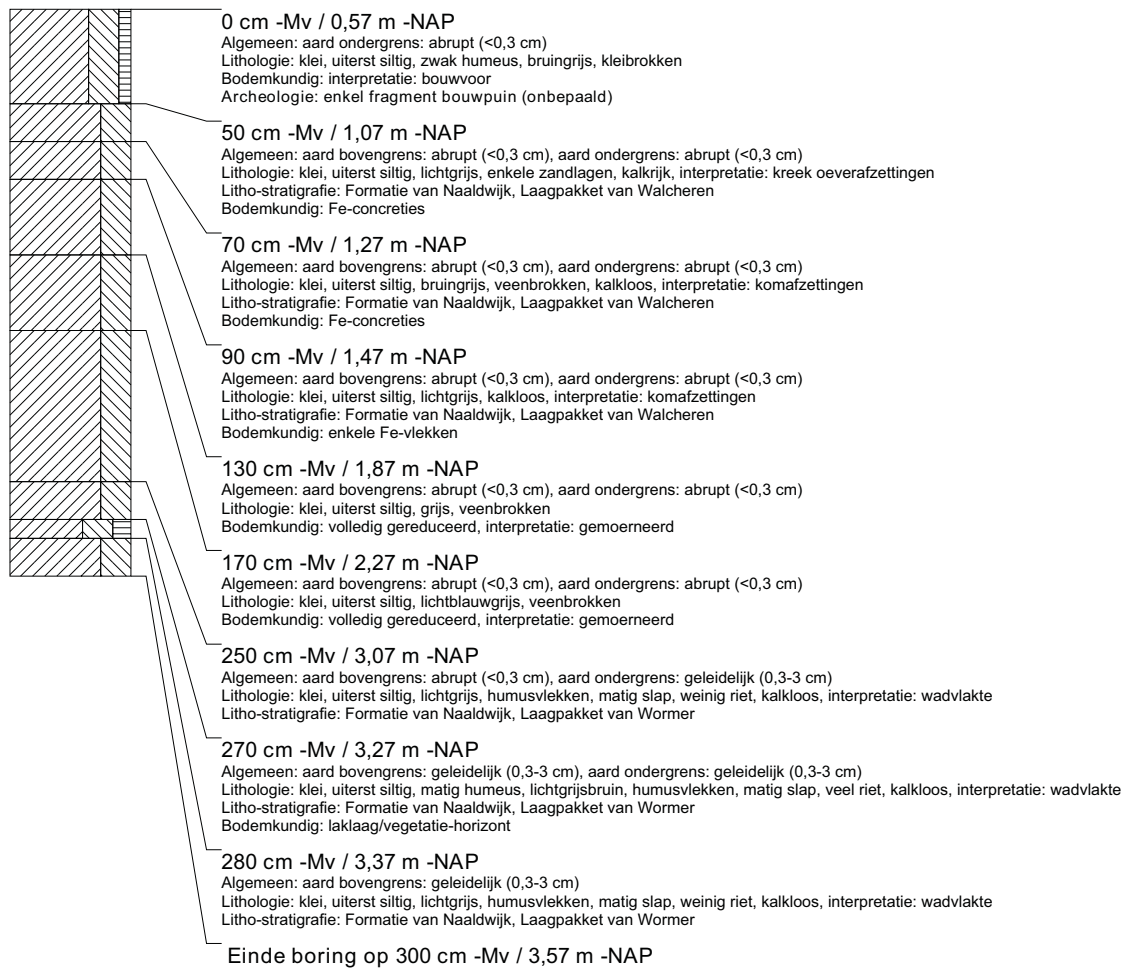 0 cm -Mv / 0,57 m -NAP
Algemeen: aard ondergrens: abrupt (<0,3 cm)
Lithologie: klei, uiterst siltig, zwak humeus, bruingrijs, kleibrokken
Bodemkundig: interpretatie: bouwvoor
Archeologie: enkel fragment bouwpuin (onbepaald)
50 cm -Mv / 1,07 m -NAP
Algemeen: aard bovengrens: abrupt (<0,3 cm), aard ondergrens: abrupt (<0,3 cm)
Lithologie: klei, uiterst siltig, lichtgrijs, enkele zandlagen, kalkrijk, interpretatie: kreek oeverafzettingen
Litho-stratigrafie: Formatie van Naaldwijk, Laagpakket van Walcheren
Bodemkundig: Fe-concreties
70 cm -Mv / 1,27 m -NAP
Algemeen: aard bovengrens: abrupt (<0,3 cm), aard ondergrens: abrupt (<0,3 cm)
Lithologie: klei, uiterst siltig, bruingrijs, veenbrokken, kalkloos, interpretatie: komafzettingen
Litho-stratigrafie: Formatie van Naaldwijk, Laagpakket van Walcheren
Bodemkundig: Fe-concreties
90 cm -Mv / 1,47 m -NAP
Algemeen: aard bovengrens: abrupt (<0,3 cm), aard ondergrens: abrupt (<0,3 cm)
Lithologie: klei, uiterst siltig, lichtgrijs, kalkloos, interpretatie: komafzettingen
Litho-stratigrafie: Formatie van Naaldwijk, Laagpakket van Walcheren
Bodemkundig: enkele Fe-vlekken
130 cm -Mv / 1,87 m -NAP
Algemeen: aard bovengrens: abrupt (<0,3 cm), aard ondergrens: abrupt (<0,3 cm)
Lithologie: klei, uiterst siltig, grijs, veenbrokken
Bodemkundig: volledig gereduceerd, interpretatie: gemoerneerd
170 cm -Mv / 2,27 m -NAP
Algemeen: aard bovengrens: abrupt (<0,3 cm), aard ondergrens: abrupt (<0,3 cm)
Lithologie: klei, uiterst siltig, lichtblauwgrijs, veenbrokken
Bodemkundig: volledig gereduceerd, interpretatie: gemoerneerd
250 cm -Mv / 3,07 m -NAP
Algemeen: aard bovengrens: abrupt (<0,3 cm), aard ondergrens: geleidelijk (0,3-3 cm)
Lithologie: klei, uiterst siltig, lichtgrijs, humusvlekken, matig slap, weinig riet, kalkloos, interpretatie: wadvlakte
Litho-stratigrafie: Formatie van Naaldwijk, Laagpakket van Wormer
270 cm -Mv / 3,27 m -NAP
Algemeen: aard bovengrens: geleidelijk (0,3-3 cm), aard ondergrens: geleidelijk (0,3-3 cm)
Lithologie: klei, uiterst siltig, matig humeus, lichtgrijsbruin, humusvlekken, matig slap, veel riet, kalkloos, interpretatie: wadvlakte
Litho-stratigrafie: Formatie van Naaldwijk, Laagpakket van Wormer
Bodemkundig: laklaag/vegetatie-horizont
280 cm -Mv / 3,37 m -NAP
Algemeen: aard bovengrens: geleidelijk (0,3-3 cm)
Lithologie: klei, uiterst siltig, lichtgrijs, humusvlekken, matig slap, weinig riet, kalkloos, interpretatie: wadvlakte
Litho-stratigrafie: Formatie van Naaldwijk, Laagpakket van Wormer
Einde boring op 300 cm -Mv / 3,57 m -NAP